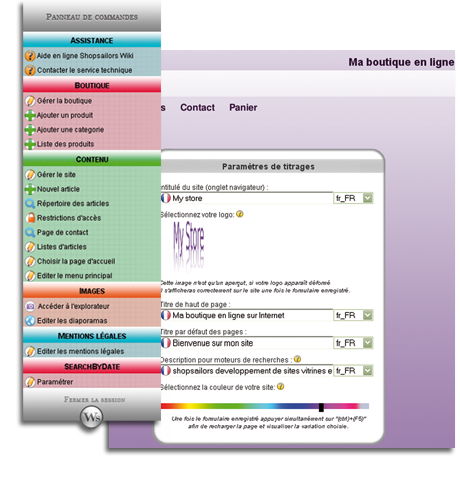 Panneau de commandes
Assistance
Aide en ligne Shopsailors Wiki
Contacter le service technique
Boutique
Gérer la boutique
Ajouter un produit
Ajouter une categorie
Liste des produits
Contenu
Gérer le site
Nouvel article
Répertoire des articles
Restrictions d'accès
Page de contact
Listes d'articles
Choisir la page d'accueil
Editer le menu principal
Images
Accéder à l'explorateur
Editer les diaporamas
Mentions légales
Editer les mentions légales
SearchByDate
Paramétrer
Fermer la session
Ws
Ma boutique en ligne
s Contact Panier
Paramètres de titrages
Intitulé du site (onglet navigateur) :
My store fr_FR
Sélectionnez votre logo:
My Store
Cette image n'est qu'un aperçut, si votre logo apparaît déformé
s'afficheras correctement sur le site une fois le fomulaire enregistré.
Titre de haut de page :
Ma boutique en ligne sur Internet fr_FR
Titre par défaut des pages :
Bienvenue sur mon site fr_FR
Description pour moteurs de recherches :
shopsailors developpement de sites vitrines e fr_FR
Sélectionnez la couleur de votre site:
Une fois le fomulaire enregistré appuyer simultanément sur
afin de recharger la page et visualiser la variation choisie.